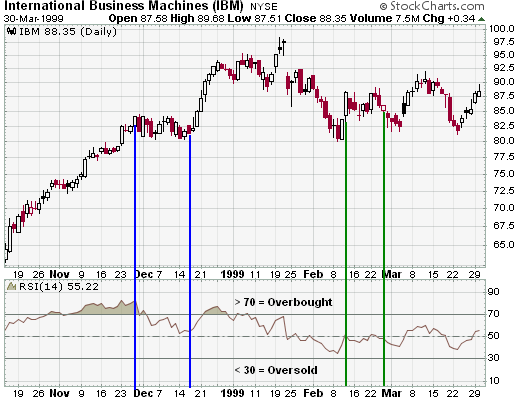 International Business Machines (IBM) NYSE © StockCharts.com
30-Mar-1999 Open 87.58 High 89.68 Low 87.51 Close 88.35 Volume 7.5M Chg +0.34
IBM 88.35 (Daily)
100.0
97.5
95.0
92.5
90.0
87.5
85.0
82.5
80.0
77.5
75.0
72.5
70.0
67.5
65.0
19 26 Nov 9 16 23 Dec 7 14 21 1999 11 19 25 Feb 8 16 22 Mar 8 15 22 29
RSI(14) 55.22
90
> 70 = Overbought
70
50
30
< 30 = Oversold
10
19 26 Nov 9 16 23 Dec 7 14 21 1999 11 19 25 Feb 8 16 22 Mar 8 15 22 29